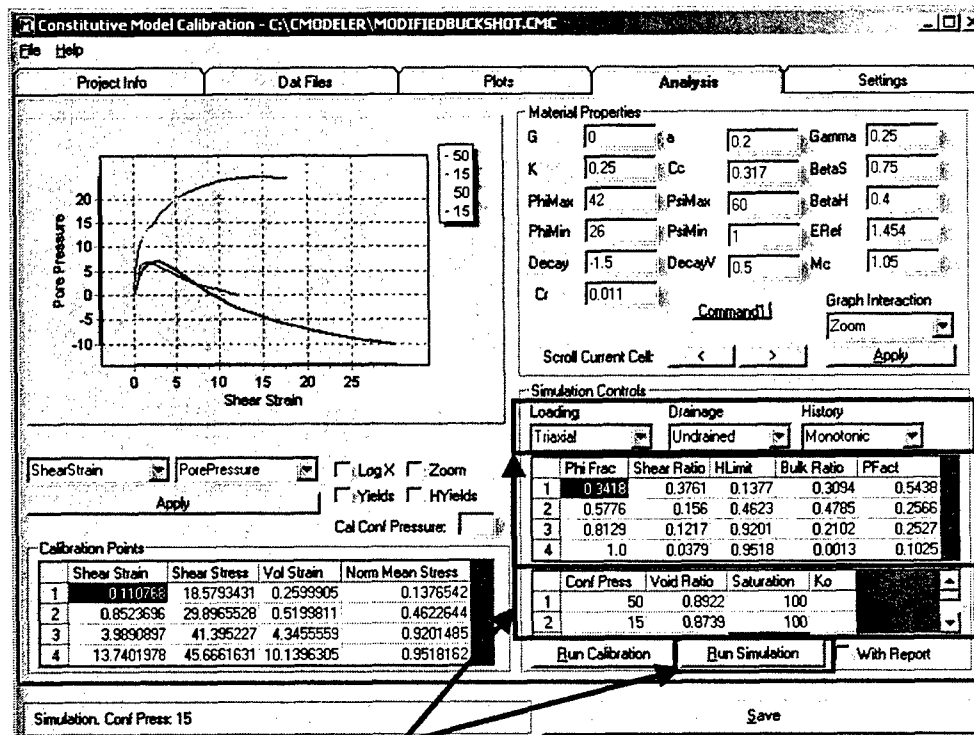 Constitutive Model Calibration - C:\CMODELER\MODIFIEDBUCKSHOT.CMC
File Help
Project Info Dat Files Plots Analysis Settings
Pore Pressure
20
15
10
5
0
-5
-10
0 5 10 15 20 25
Shear Strain
- 50
- 15
50
- 15
Material Properties
G 0 a 0.2 Gamma 0.25
K 0.25 Cc 0.317 BetaS 0.75
PhiMax 42 PsiMax 60 BetaH 0.4
PhiMin 26 PsiMin 1 ERef 1.454
Decay -1.5 DecayV 0.5 Mc 1.05
Cr 0.011
Command1
Graph Interaction
Zoom
Scroll Current Cell: < > Apply
ShearStrain PorePressure Log X Zoom
Apply Yields HYields
Cal Conf Pressure:
Simulation Controls
Loading Drainage History
Triaxial Undrained Monotonic
Phi Frac Shear Ratio HLimit Bulk Ratio PFact
1 0.3418 0.3761 0.1377 0.3094 0.5438
2 0.5776 0.156 0.4623 0.4785 0.2566
3 0.8129 0.1217 0.9201 0.2102 0.2527
4 1.0 0.0379 0.9518 0.0013 0.1025
Conf Press Void Ratio Saturation Ko
1 50 0.8922 100
2 15 0.8739 100
Calibration Points
Shear Strain Shear Stress Vol Strain Norm Mean Stress
1 0.110768 18.5793431 0.2599905 0.1376542
2 0.8523696 29.8965528 0.5199811 0.4622644
3 3.9890897 41.395227 4.3455559 0.9201485
4 13.7401978 45.6661631 10.1396305 0.9518162
Run Calibration Run Simulation With Report
Simulation. Conf Press: 15 Save